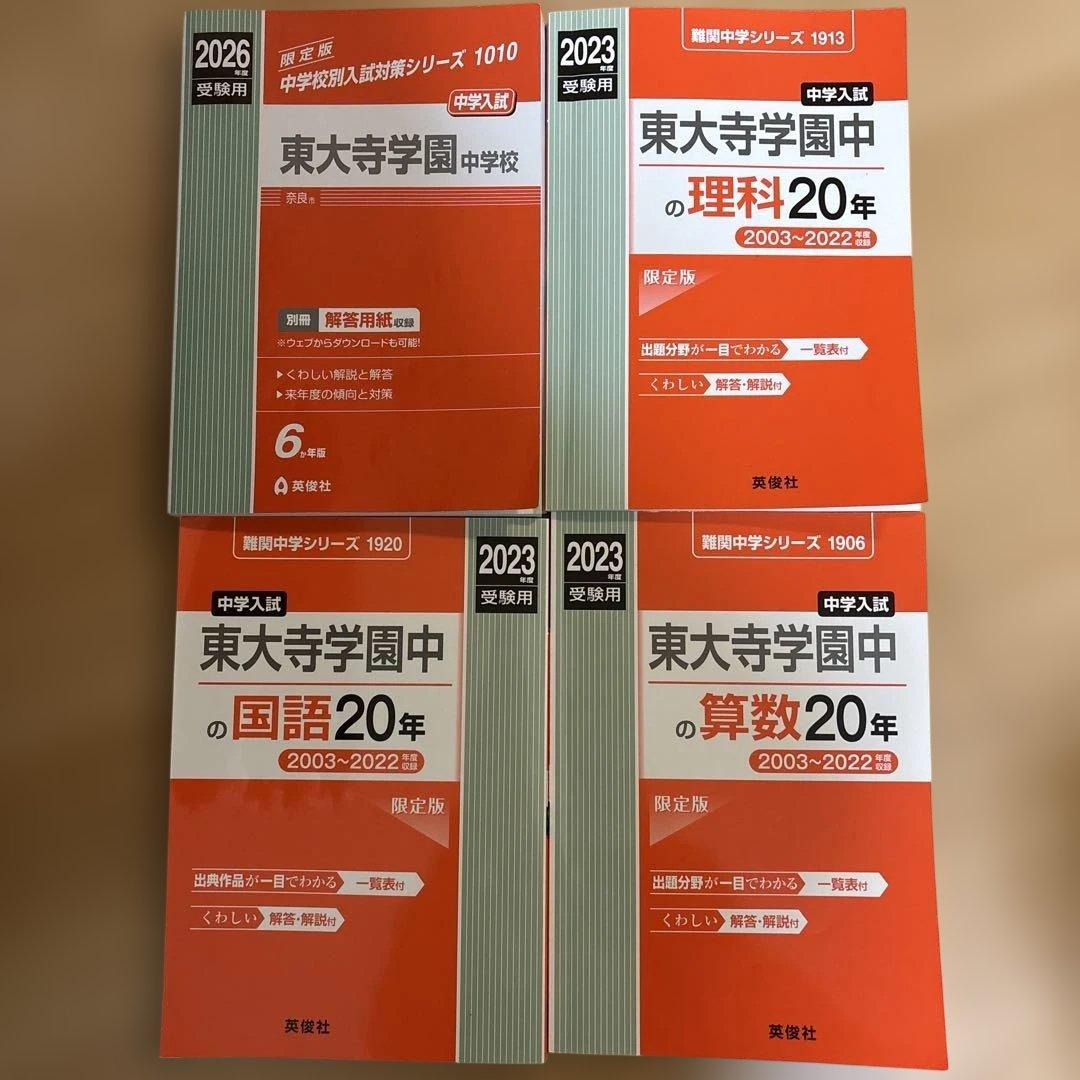 2026年度
受験用
限定版
中学校別入試対策シリーズ 1010
中学入試
東大寺学園中学校
奈良市
別冊 解答用紙収録
※ウェブからダウンロードも可能!
▶くわしい解説と解答
▶来年度の傾向と対策
6か年版
英俊社
2023年度
受験用
難関中学シリーズ 1913
中学入試
東大寺学園中
の理科20年
2003～2022年度収録
限定版
出題分野が一目でわかる 一覧表付
くわしい 解答・解説付
英俊社
難関中学シリーズ 1920
2023年度
受験用
中学入試
東大寺学園中
の国語20年
2003～2022年度収録
限定版
出典作品が一目でわかる 一覧表付
くわしい 解答・解説付
英俊社
2023年度
受験用
難関中学シリーズ 1906
中学入試
東大寺学園中
の算数20年
2003～2022年度収録
限定版
出題分野が一目でわかる 一覧表付
くわしい 解答・解説付
英俊社